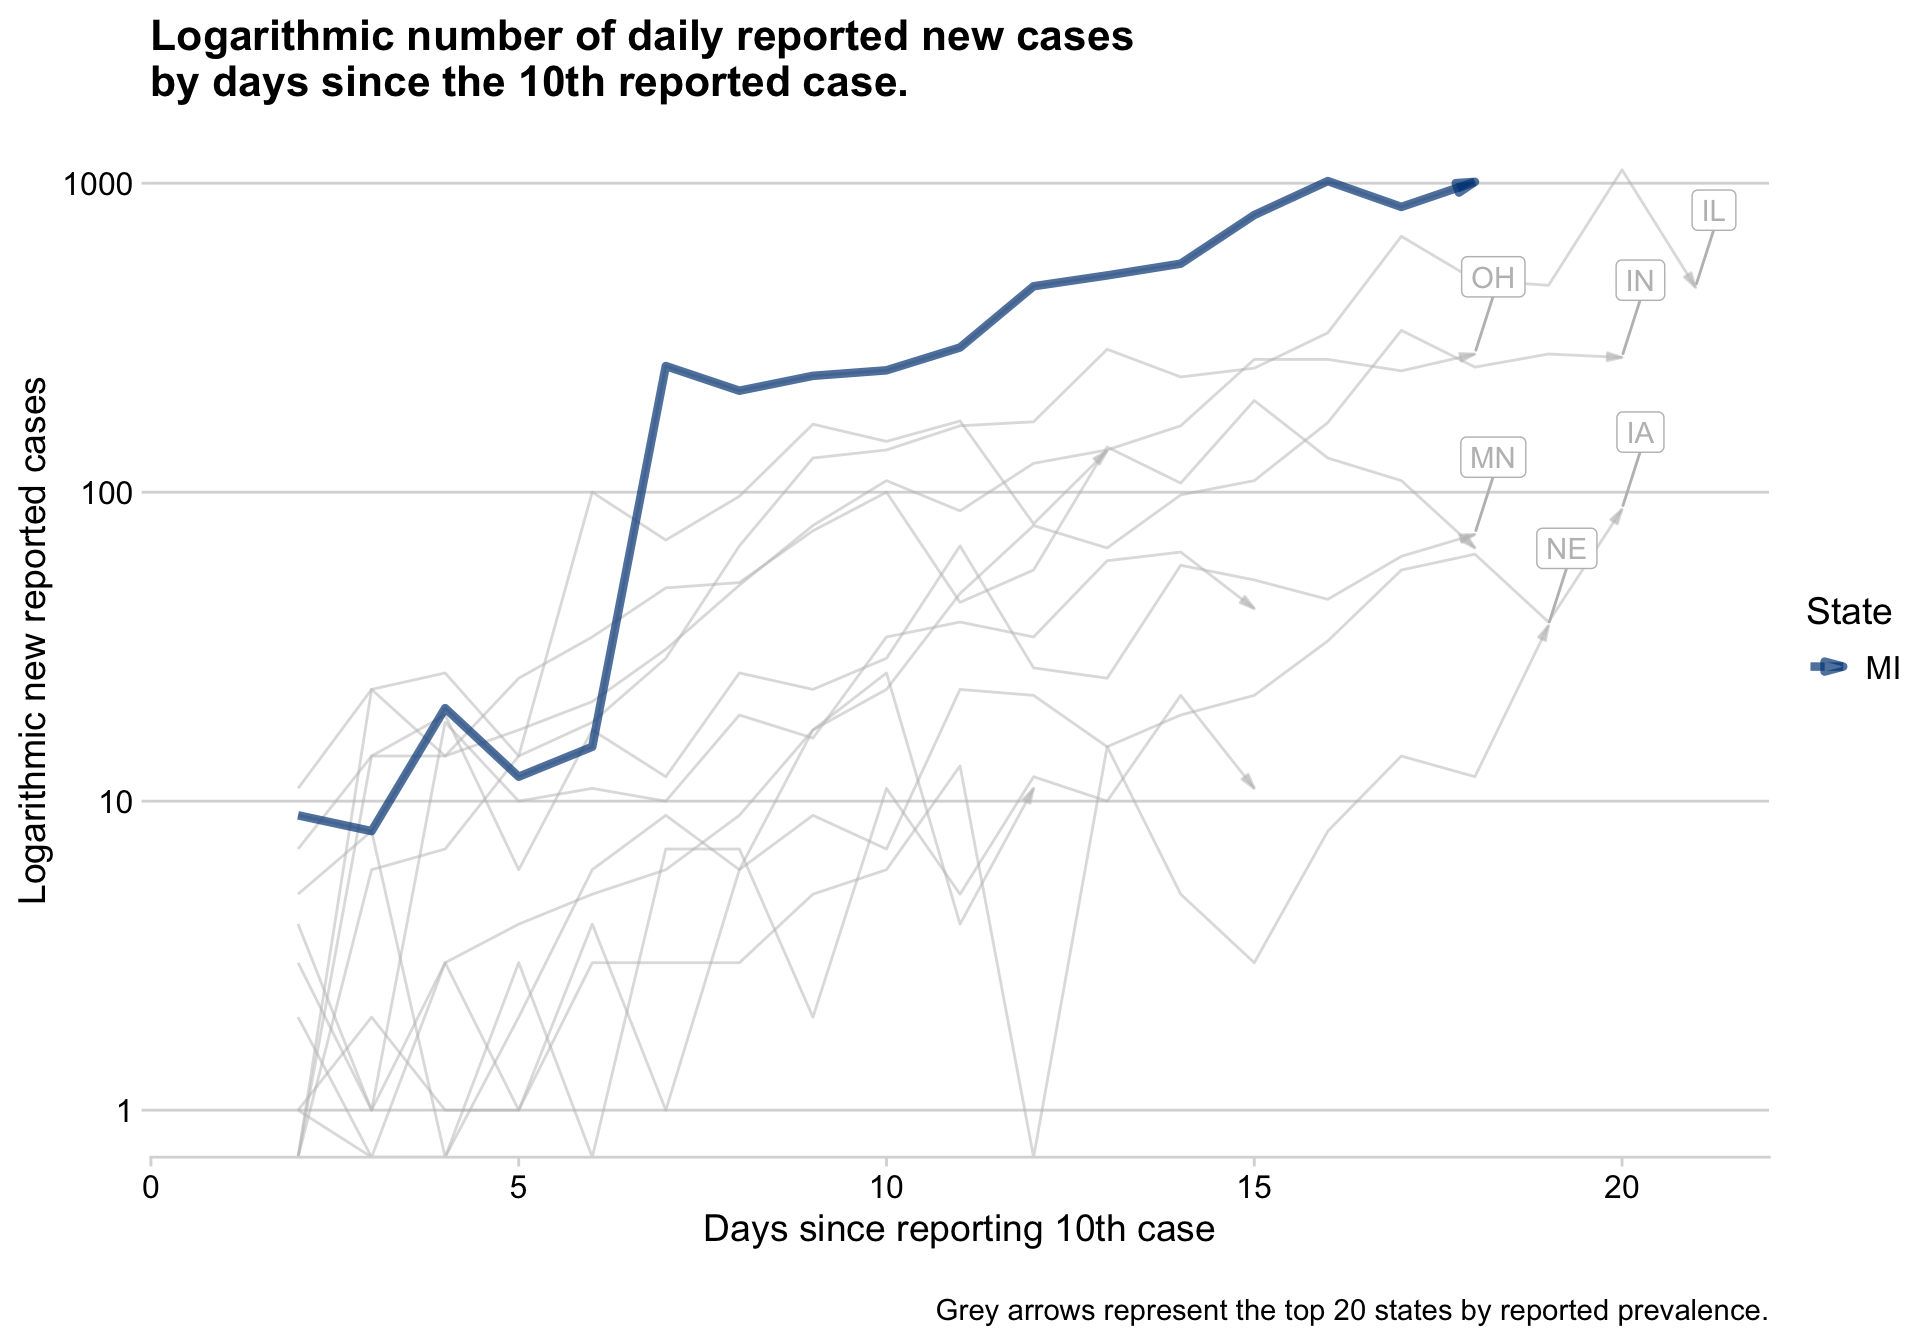 Logarithmic number of daily reported new cases
by days since the 10th reported case.
Logarithmic new reported cases
1000
100
10
1
IL
OH
IN
IA
MN
NE
State
MI
0
5
10
15
20
Days since reporting 10th case
Grey arrows represent the top 20 states by reported prevalence.